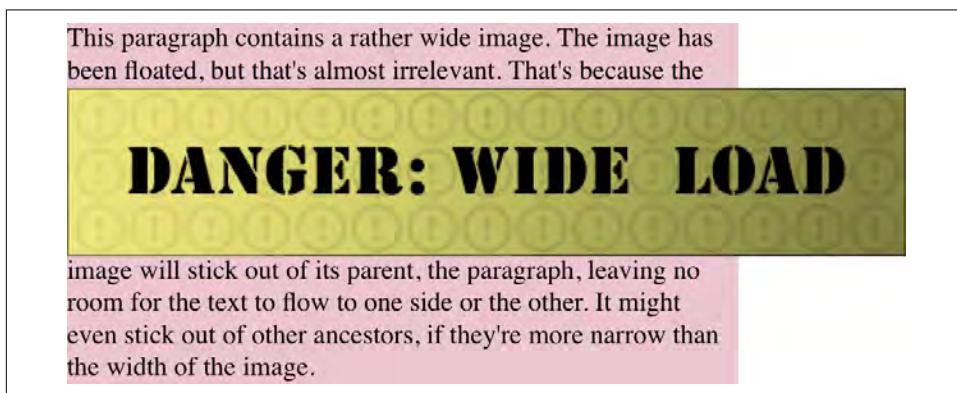 This paragraph contains a rather wide image. The image has
been floated, but that's almost irrelevant. That's because the
DANGER: WIDE LOAD
image will stick out of its parent, the paragraph, leaving no
room for the text to flow to one side or the other. It might
even stick out of other ancestors, if they're more narrow than
the width of the image.